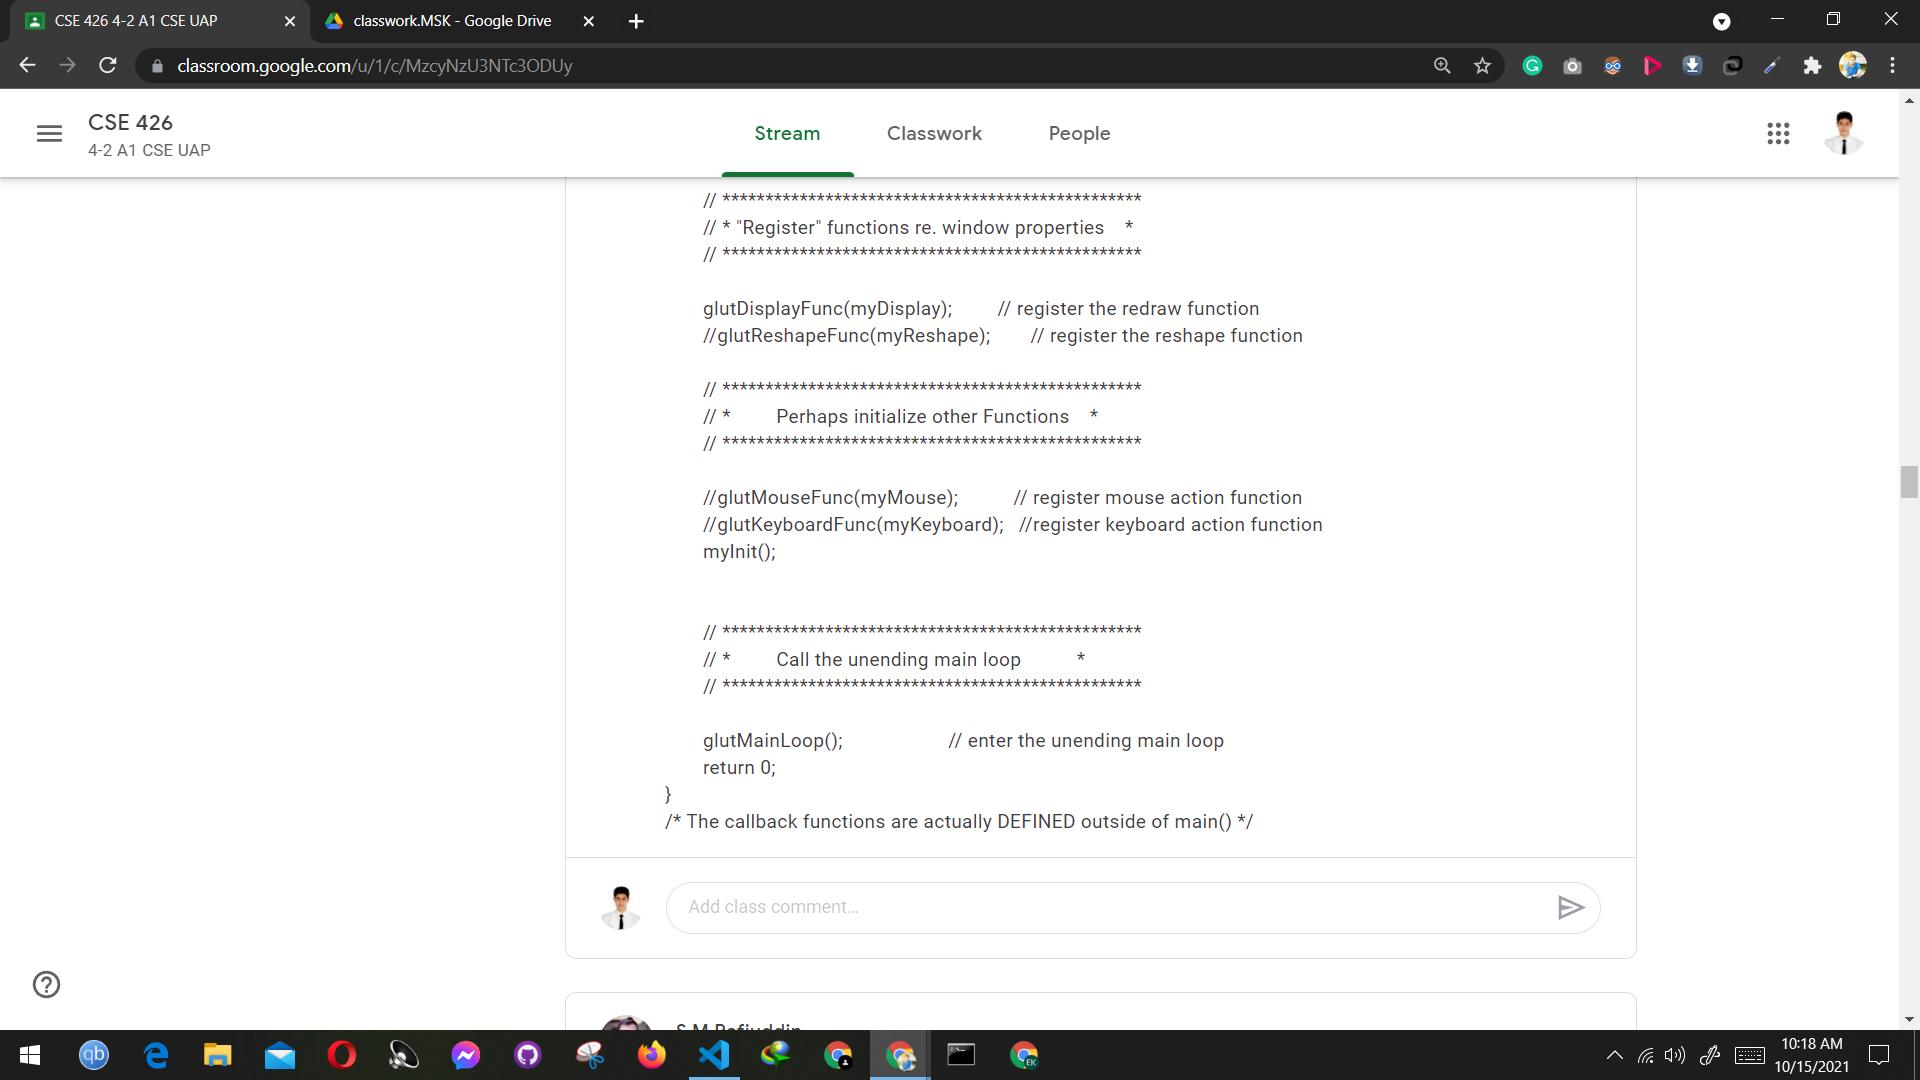 CSE 426 4-2 A1 CSE UAP
classwork.MSK - Google Drive
classroom.google.com/u/1/c/MzcyNzU3NTc3ODUy
CSE 426
4-2 A1 CSE UAP
Stream
Classwork
People
// *************************************************
// * "Register" functions re. window properties *
// *************************************************
glutDisplayFunc(myDisplay); // register the redraw function
//glutReshapeFunc(myReshape); // register the reshape function
// *************************************************
// * Perhaps initialize other Functions *
// *************************************************
//glutMouseFunc(myMouse); // register mouse action function
//glutKeyboardFunc(myKeyboard); //register keyboard action function
myInit();
// *************************************************
// * Call the unending main loop *
// *************************************************
glutMainLoop(); // enter the unending main loop
return 0;
}
/* The callback functions are actually DEFINED outside of main() */
Add class comment...
S M Rafiuddin
qb
EK
10:18 AM
10/15/2021